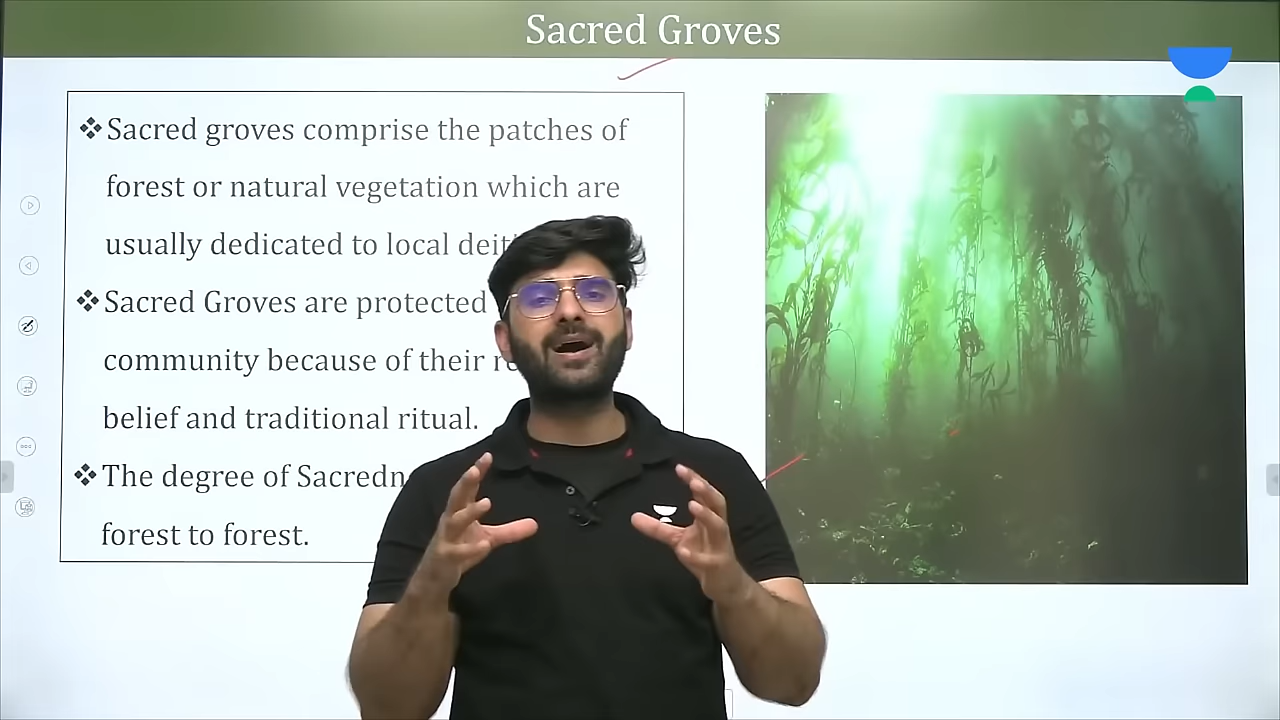 Sacred Groves
❖Sacred groves comprise the patches of
forest or natural vegetation which are
usually dedicated to local
❖Sacred Groves are protected
community because of their
belief and traditional ritual.
❖The degree of
forest to forest.